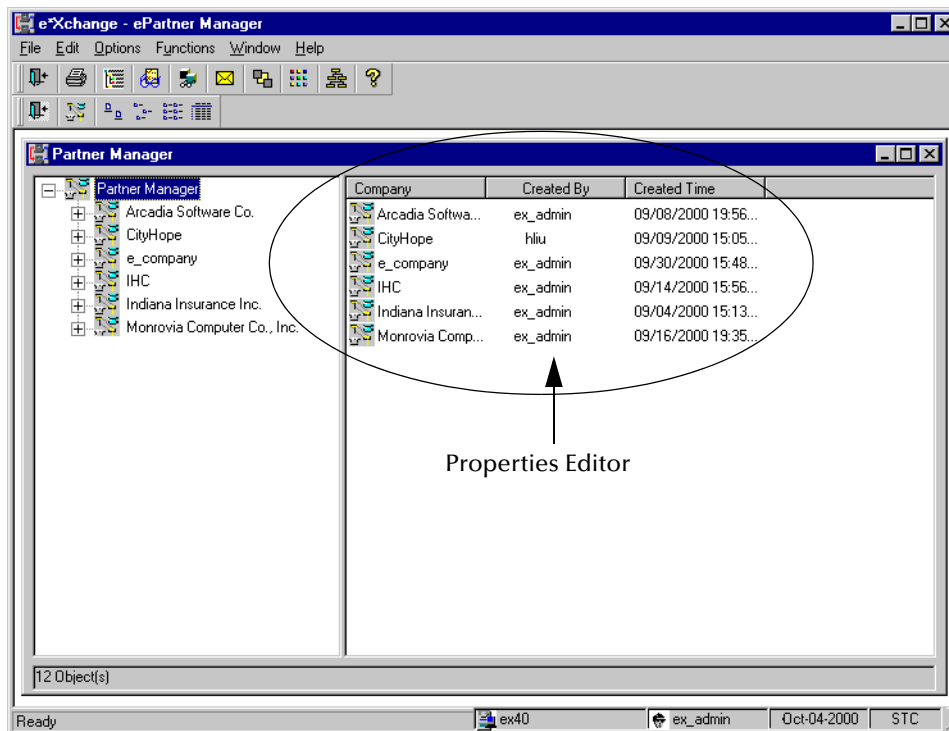 e*Xchange - ePartner Manager
File Edit Options Functions Window Help
Partner Manager
Partner Manager
Arcadia Software Co.
CityHope
e_company
IHC
Indiana Insurance Inc.
Monrovia Computer Co., Inc.
Company Created By Created Time
Arcadia Softwa... ex_admin 09/08/2000 19:56...
CityHope hliu 09/09/2000 15:05...
e_company ex_admin 09/30/2000 15:48...
IHC ex_admin 09/14/2000 15:56...
Indiana Insuran... ex_admin 09/04/2000 15:13...
Monrovia Comp... ex_admin 09/16/2000 19:35...
Properties Editor
12 Object(s)
Ready ex40 ex_admin Oct-04-2000 STC